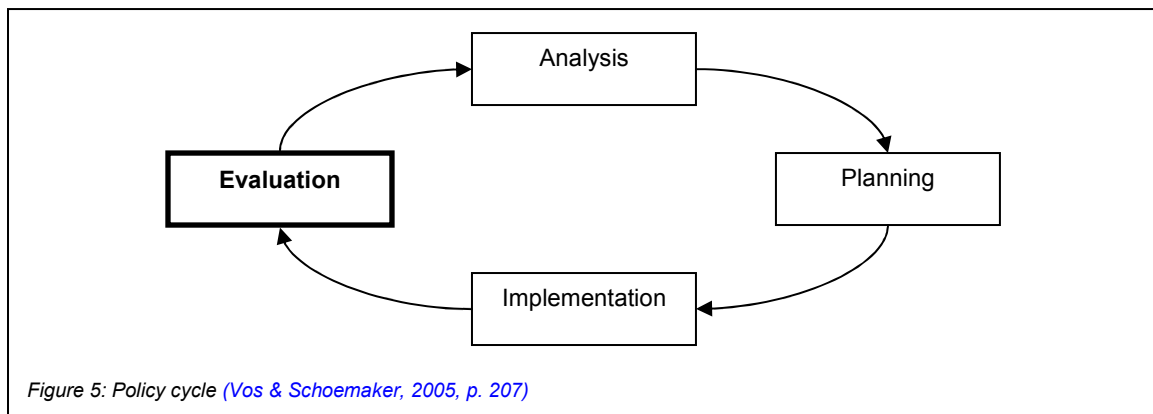 Analysis
Evaluation
Planning
Implementation
Figure 5: Policy cycle (Vos & Schoemaker, 2005, p. 207)